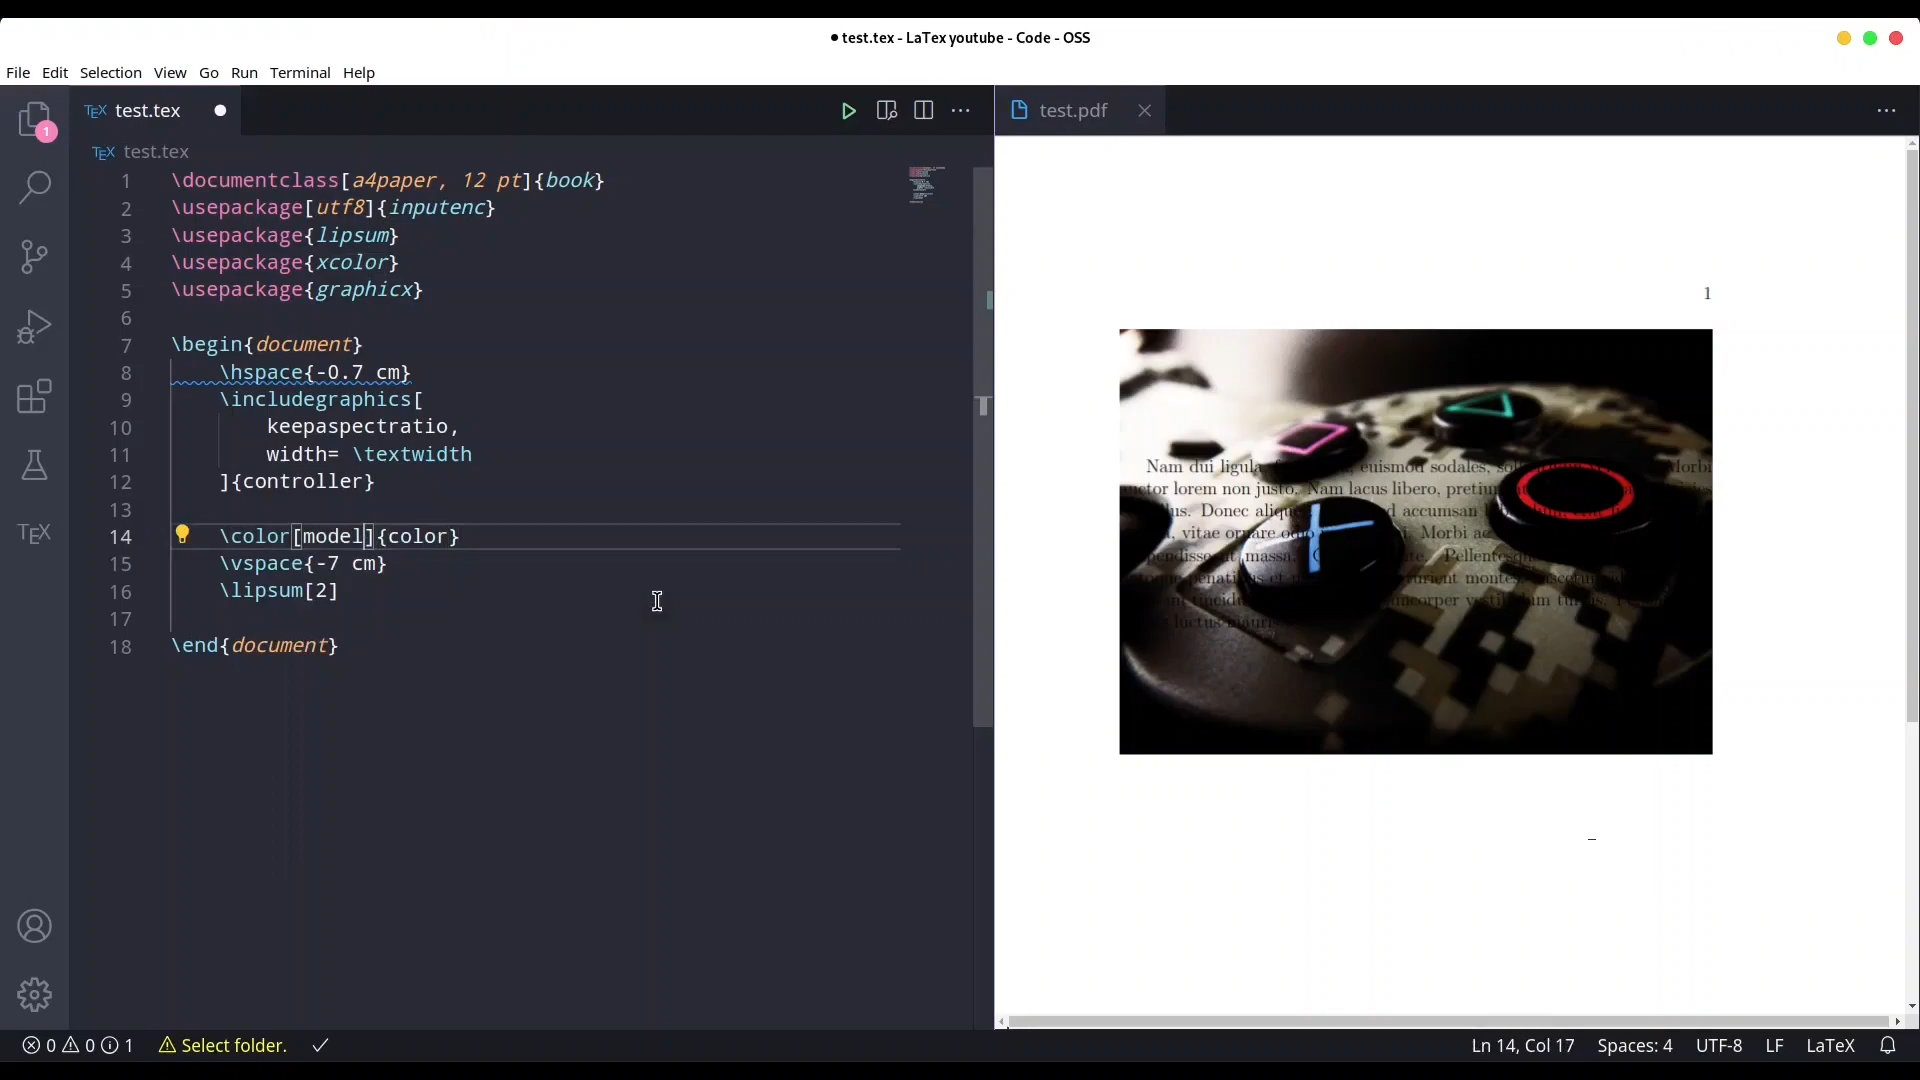 test.tex - LaTex youtube - Code - OSS
File Edit Selection View Go Run Terminal Help
TEX test.tex
test.pdf
1
TEX test.tex
1 \documentclass[a4paper, 12 pt]{book}
2 \usepackage[utf8]{inputenc}
3 \usepackage{lipsum}
4 \usepackage{xcolor}
5 \usepackage{graphicx}
6
7 \begin{document}
8 \hspace{-0.7 cm}
9 \includegraphics[
10 keepaspectratio,
11 width= \textwidth
12 ]{controller}
13
14 \color[model]{color}
15 \vspace{-7 cm}
16 \lipsum[2]
17
18 \end{document}
TEX
1
Nam dui ligula, euismod sodales,
lorem non justo. Nam lacus libero,
Donec accumsan
vitae ornare Morbi
massa.
0 0 1 Select folder.
Ln 14, Col 17 Spaces: 4 UTF-8 LF LaTeX